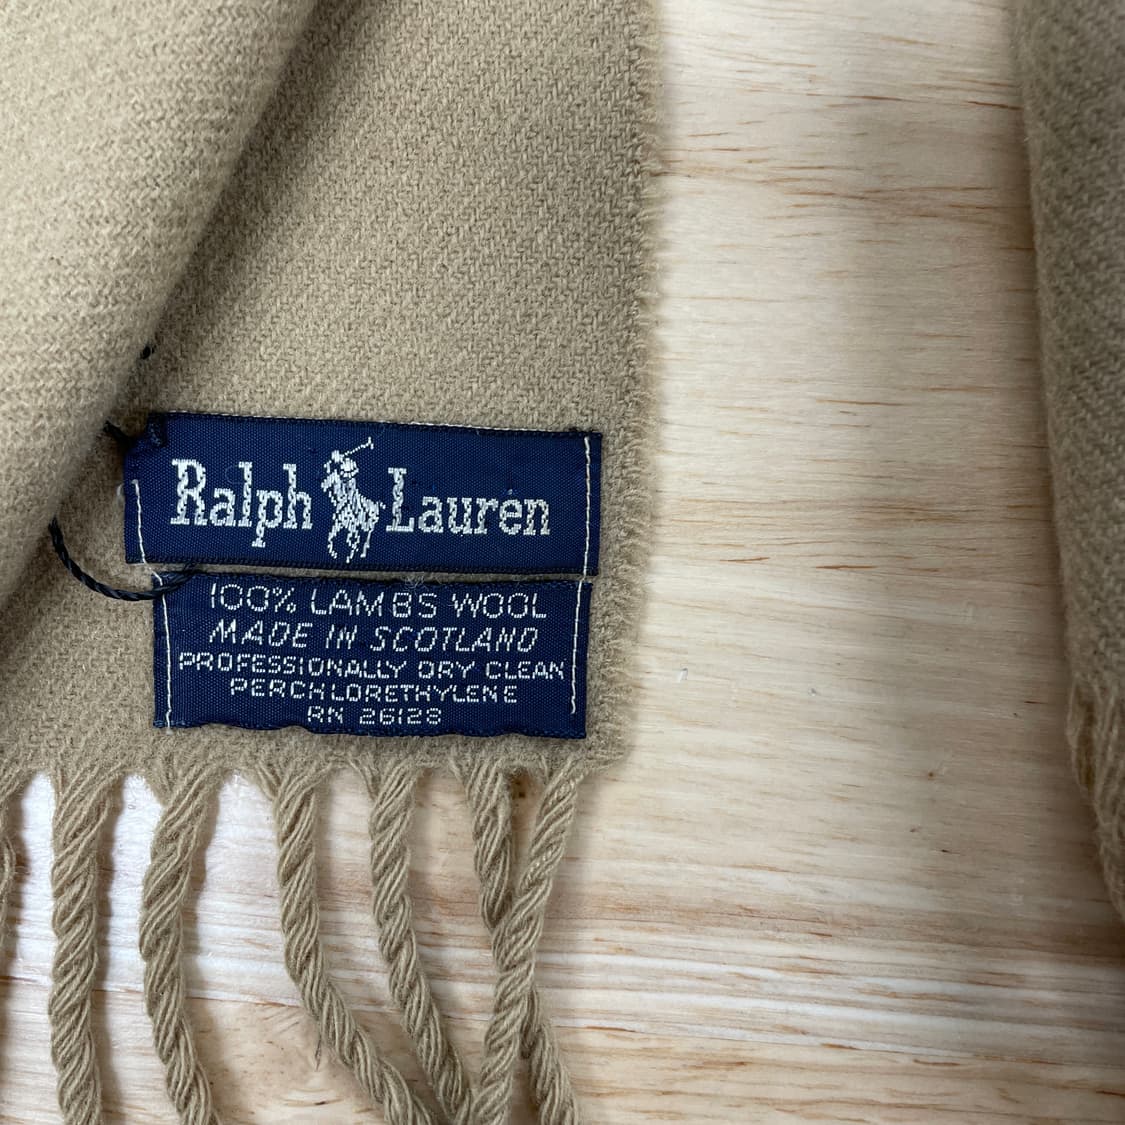 Ralph Lauren
100% LAMBS WOOL
MADE IN SCOTLAND
PROFESSIONALLY DRY CLEAN
PERCHLORETHYLENE
RN 26128